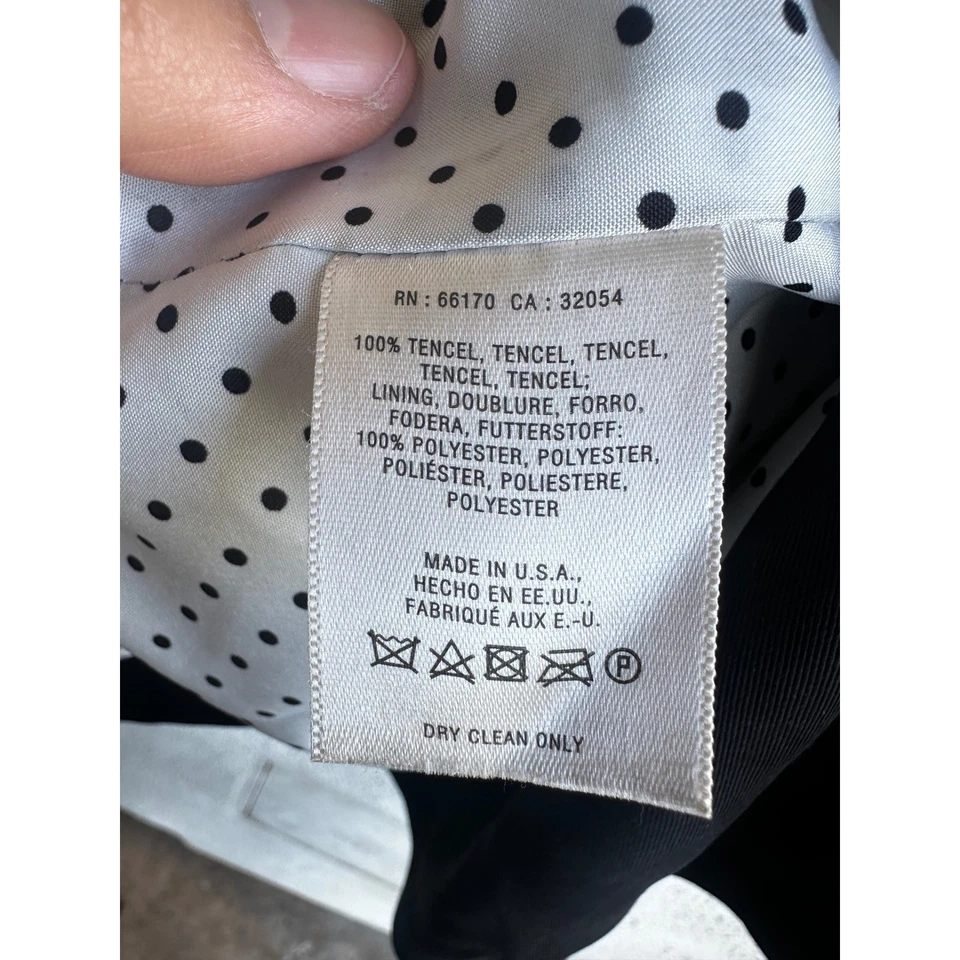 RN : 66170 CA : 32054
100% TENCEL, TENCEL, TENCEL,
TENCEL, TENCEL;
LINING, DOUBLURE, FORRO,
FODERA, FUTTERSTOFF:
100% POLYESTER, POLYESTER,
POLIÉSTER, POLIESTERE,
POLYESTER
MADE IN U.S.A.,
HECHO EN EE.UU.,
FABRIQUÉ AUX E.-U.
P
DRY CLEAN ONLY